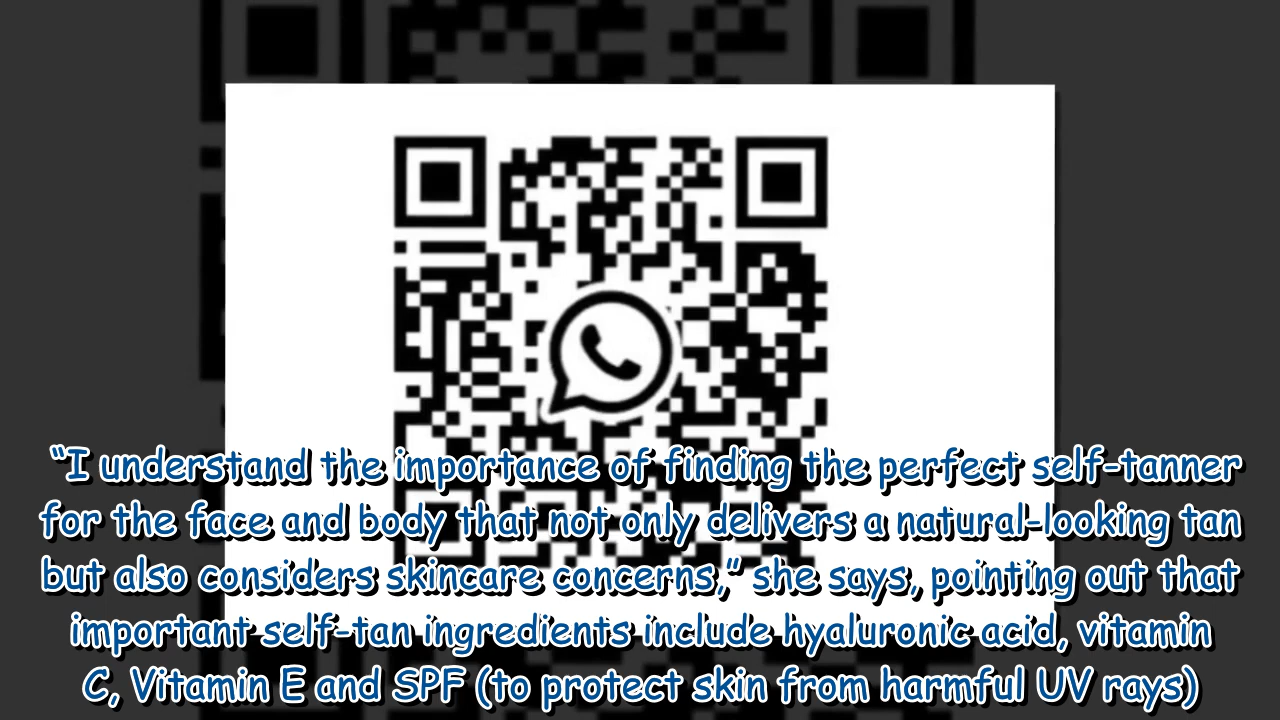 “I understand the importance of finding the perfect self-tanner
for the face and body that not only delivers a natural-looking tan
but also considers skincare concerns,” she says, pointing out that
important self-tan ingredients include hyaluronic acid, vitamin
C, Vitamin E and SPF (to protect skin from harmful UV rays)